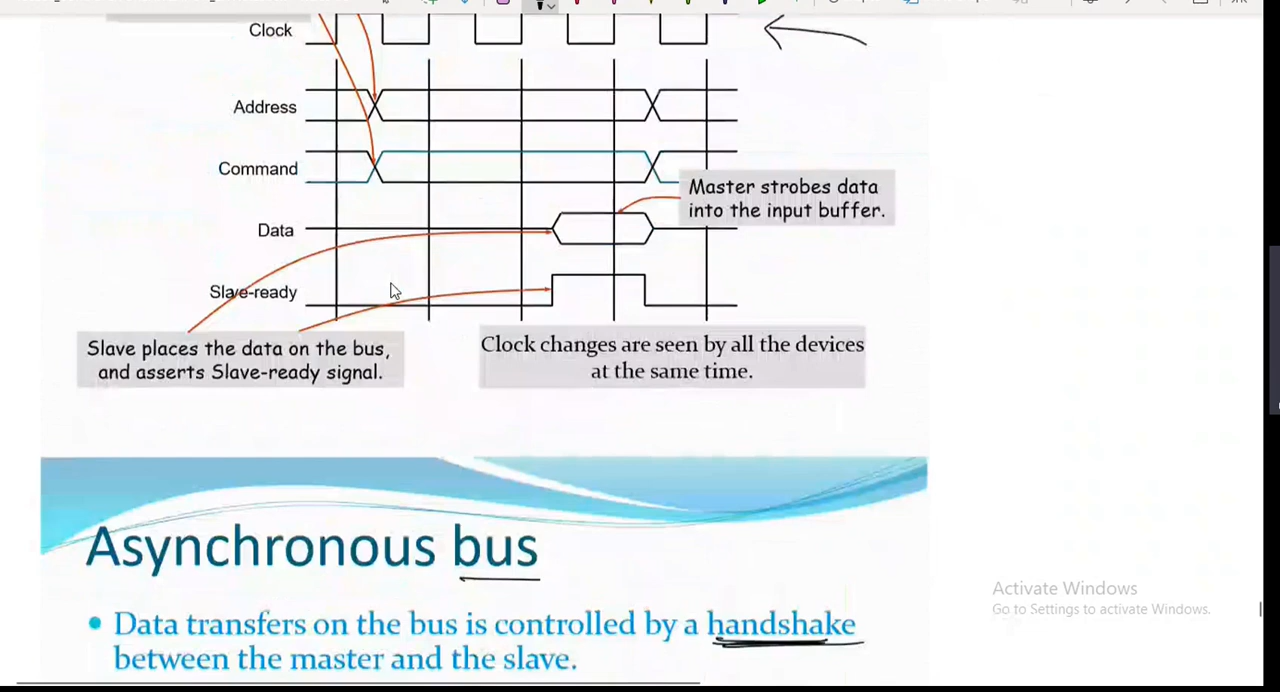 Clock
Address
Command
Master strobes data
into the input buffer.
Data
Slave-ready
Slave places the data on the bus,
and asserts Slave-ready signal.
Clock changes are seen by all the devices
at the same time.
Asynchronous bus
• Data transfers on the bus is controlled by a handshake
between the master and the slave.
Activate Windows
Go to Settings to activate Windows.